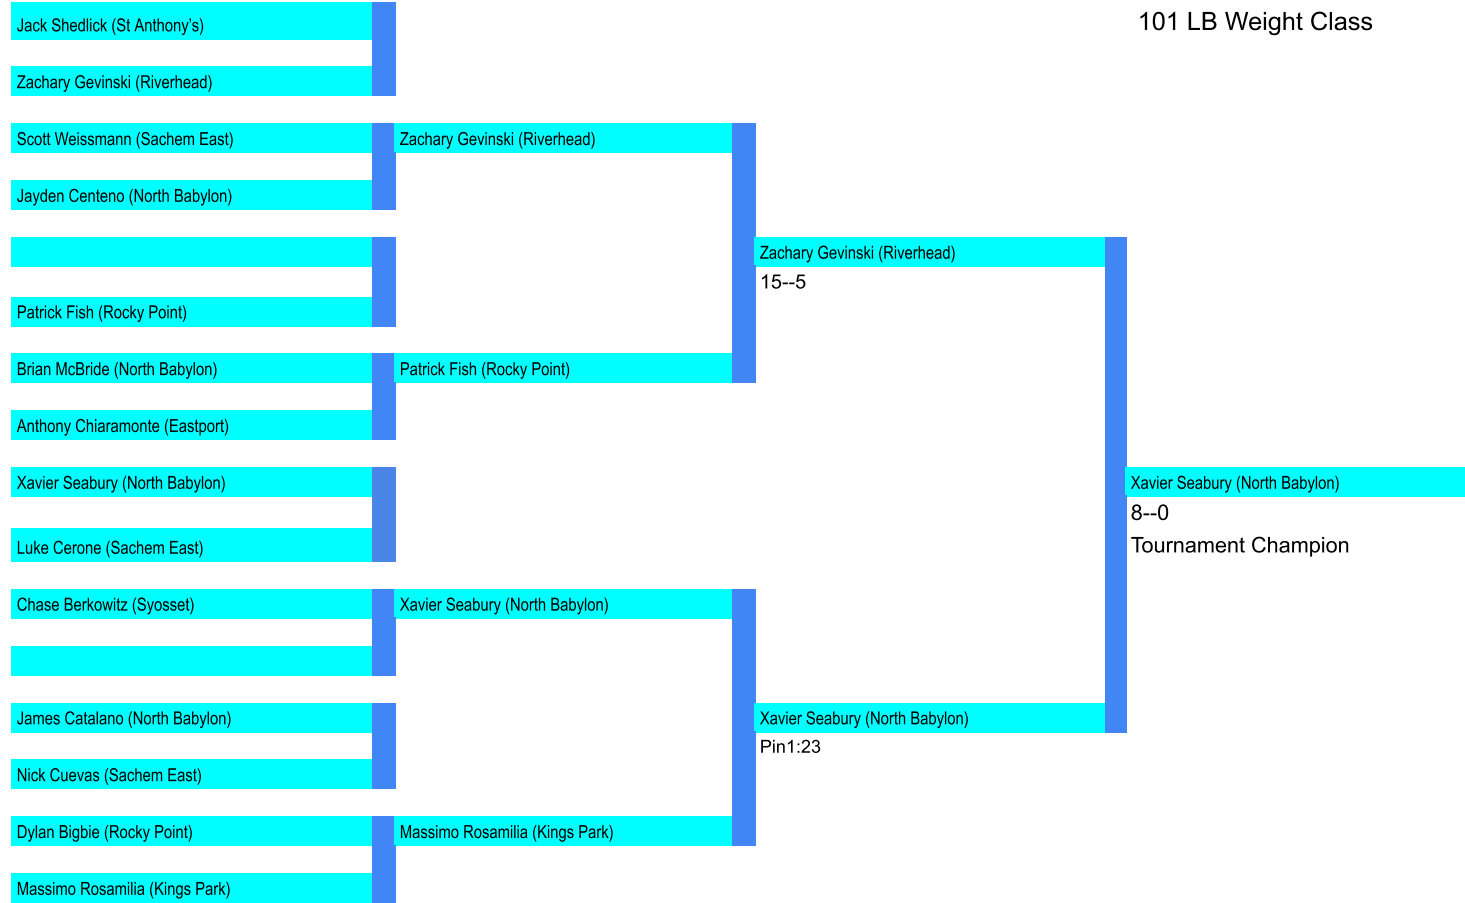 101 LB Weight Class
Jack Shedlick (St Anthony's)
Zachary Gevinski (Riverhead)
Scott Weissmann (Sachem East)
Jayden Centeno (North Babylon)
Patrick Fish (Rocky Point)
Brian McBride (North Babylon)
Anthony Chiaramonte (Eastport)
Xavier Seabury (North Babylon)
Luke Cerone (Sachem East)
Chase Berkowitz (Syosset)
James Catalano (North Babylon)
Nick Cuevas (Sachem East)
Dylan Bigbie (Rocky Point)
Massimo Rosamilia (Kings Park)
Zachary Gevinski (Riverhead)
Patrick Fish (Rocky Point)
Xavier Seabury (North Babylon)
Massimo Rosamilia (Kings Park)
Zachary Gevinski (Riverhead)
15--5
Xavier Seabury (North Babylon)
Pin1:23
Xavier Seabury (North Babylon)
8--0
Tournament Champion